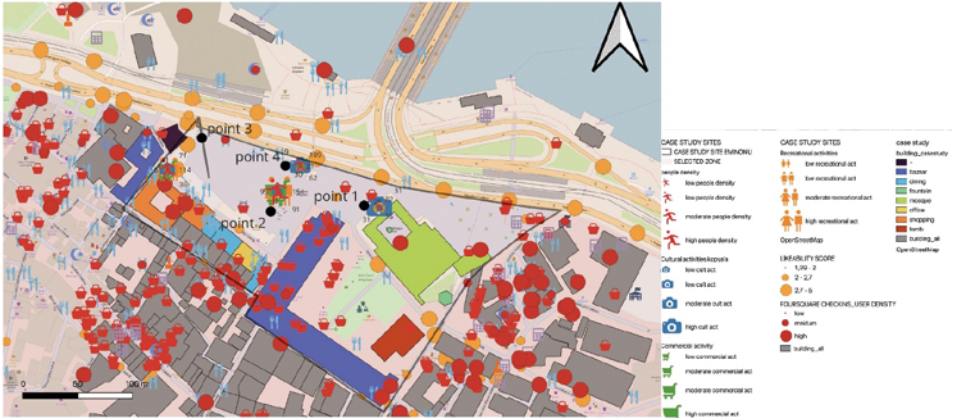 point 3
point 4
point 1
point 2
0
100 m
CASE STUDY SITES
CASE STUDY SITE EMINONU
SELECTED ZONE
people density
low people density
low people density
moderate people density
high people density
low cult act
low cult act
moderate cult act
high cult act
Commercial activity
low commercial act
moderate commercial act
moderate commercial act
high commercial act
CASE STUDY SITES
Recreational activities
low recreational act
low recreational act
moderate recreational act
high recreational act
OpenStreetMap
LIKEABILITY SCORE
1,99 - 2
2 - 2,7
2,7 - 5
FOURSQUARE CHECKINS_USER DENSITY
low
medium
high
building_all
case study
building_casestudy
-
bazaar
dining
fountain
mosque
office
shopping
tomb
building_all
OpenStreetMap